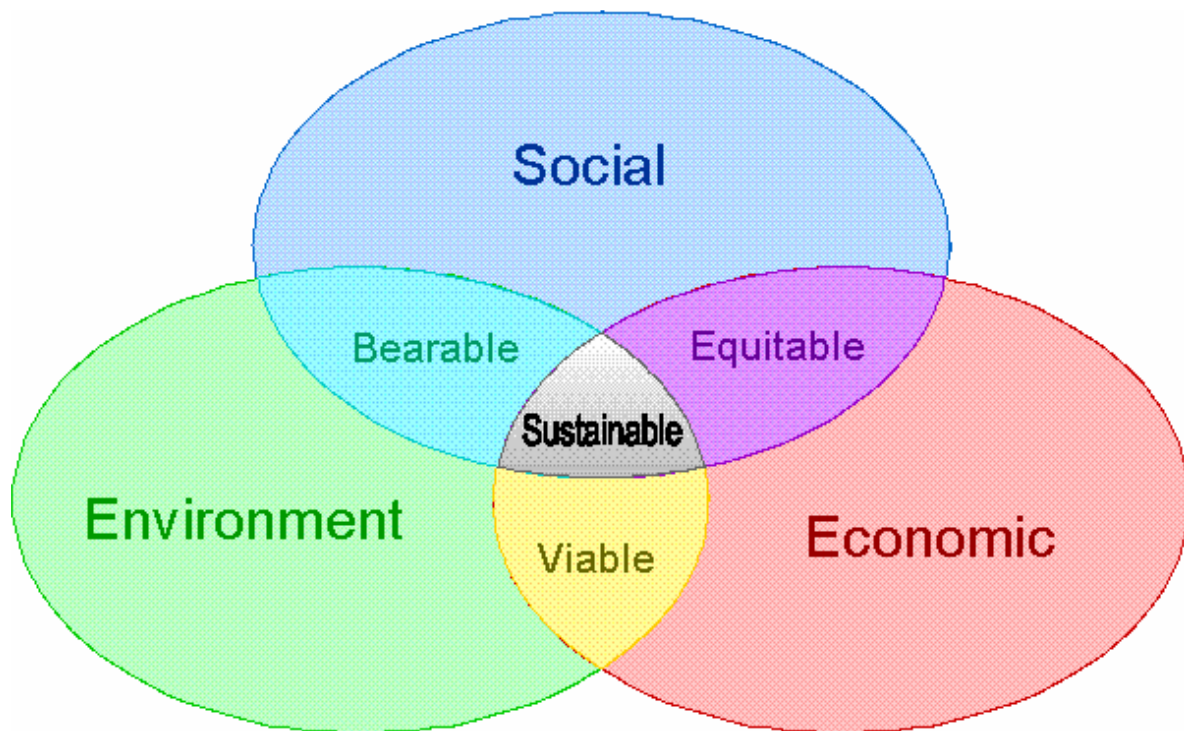 Social
Bearable
Equitable
Sustainable
Environment
Economic
Viable